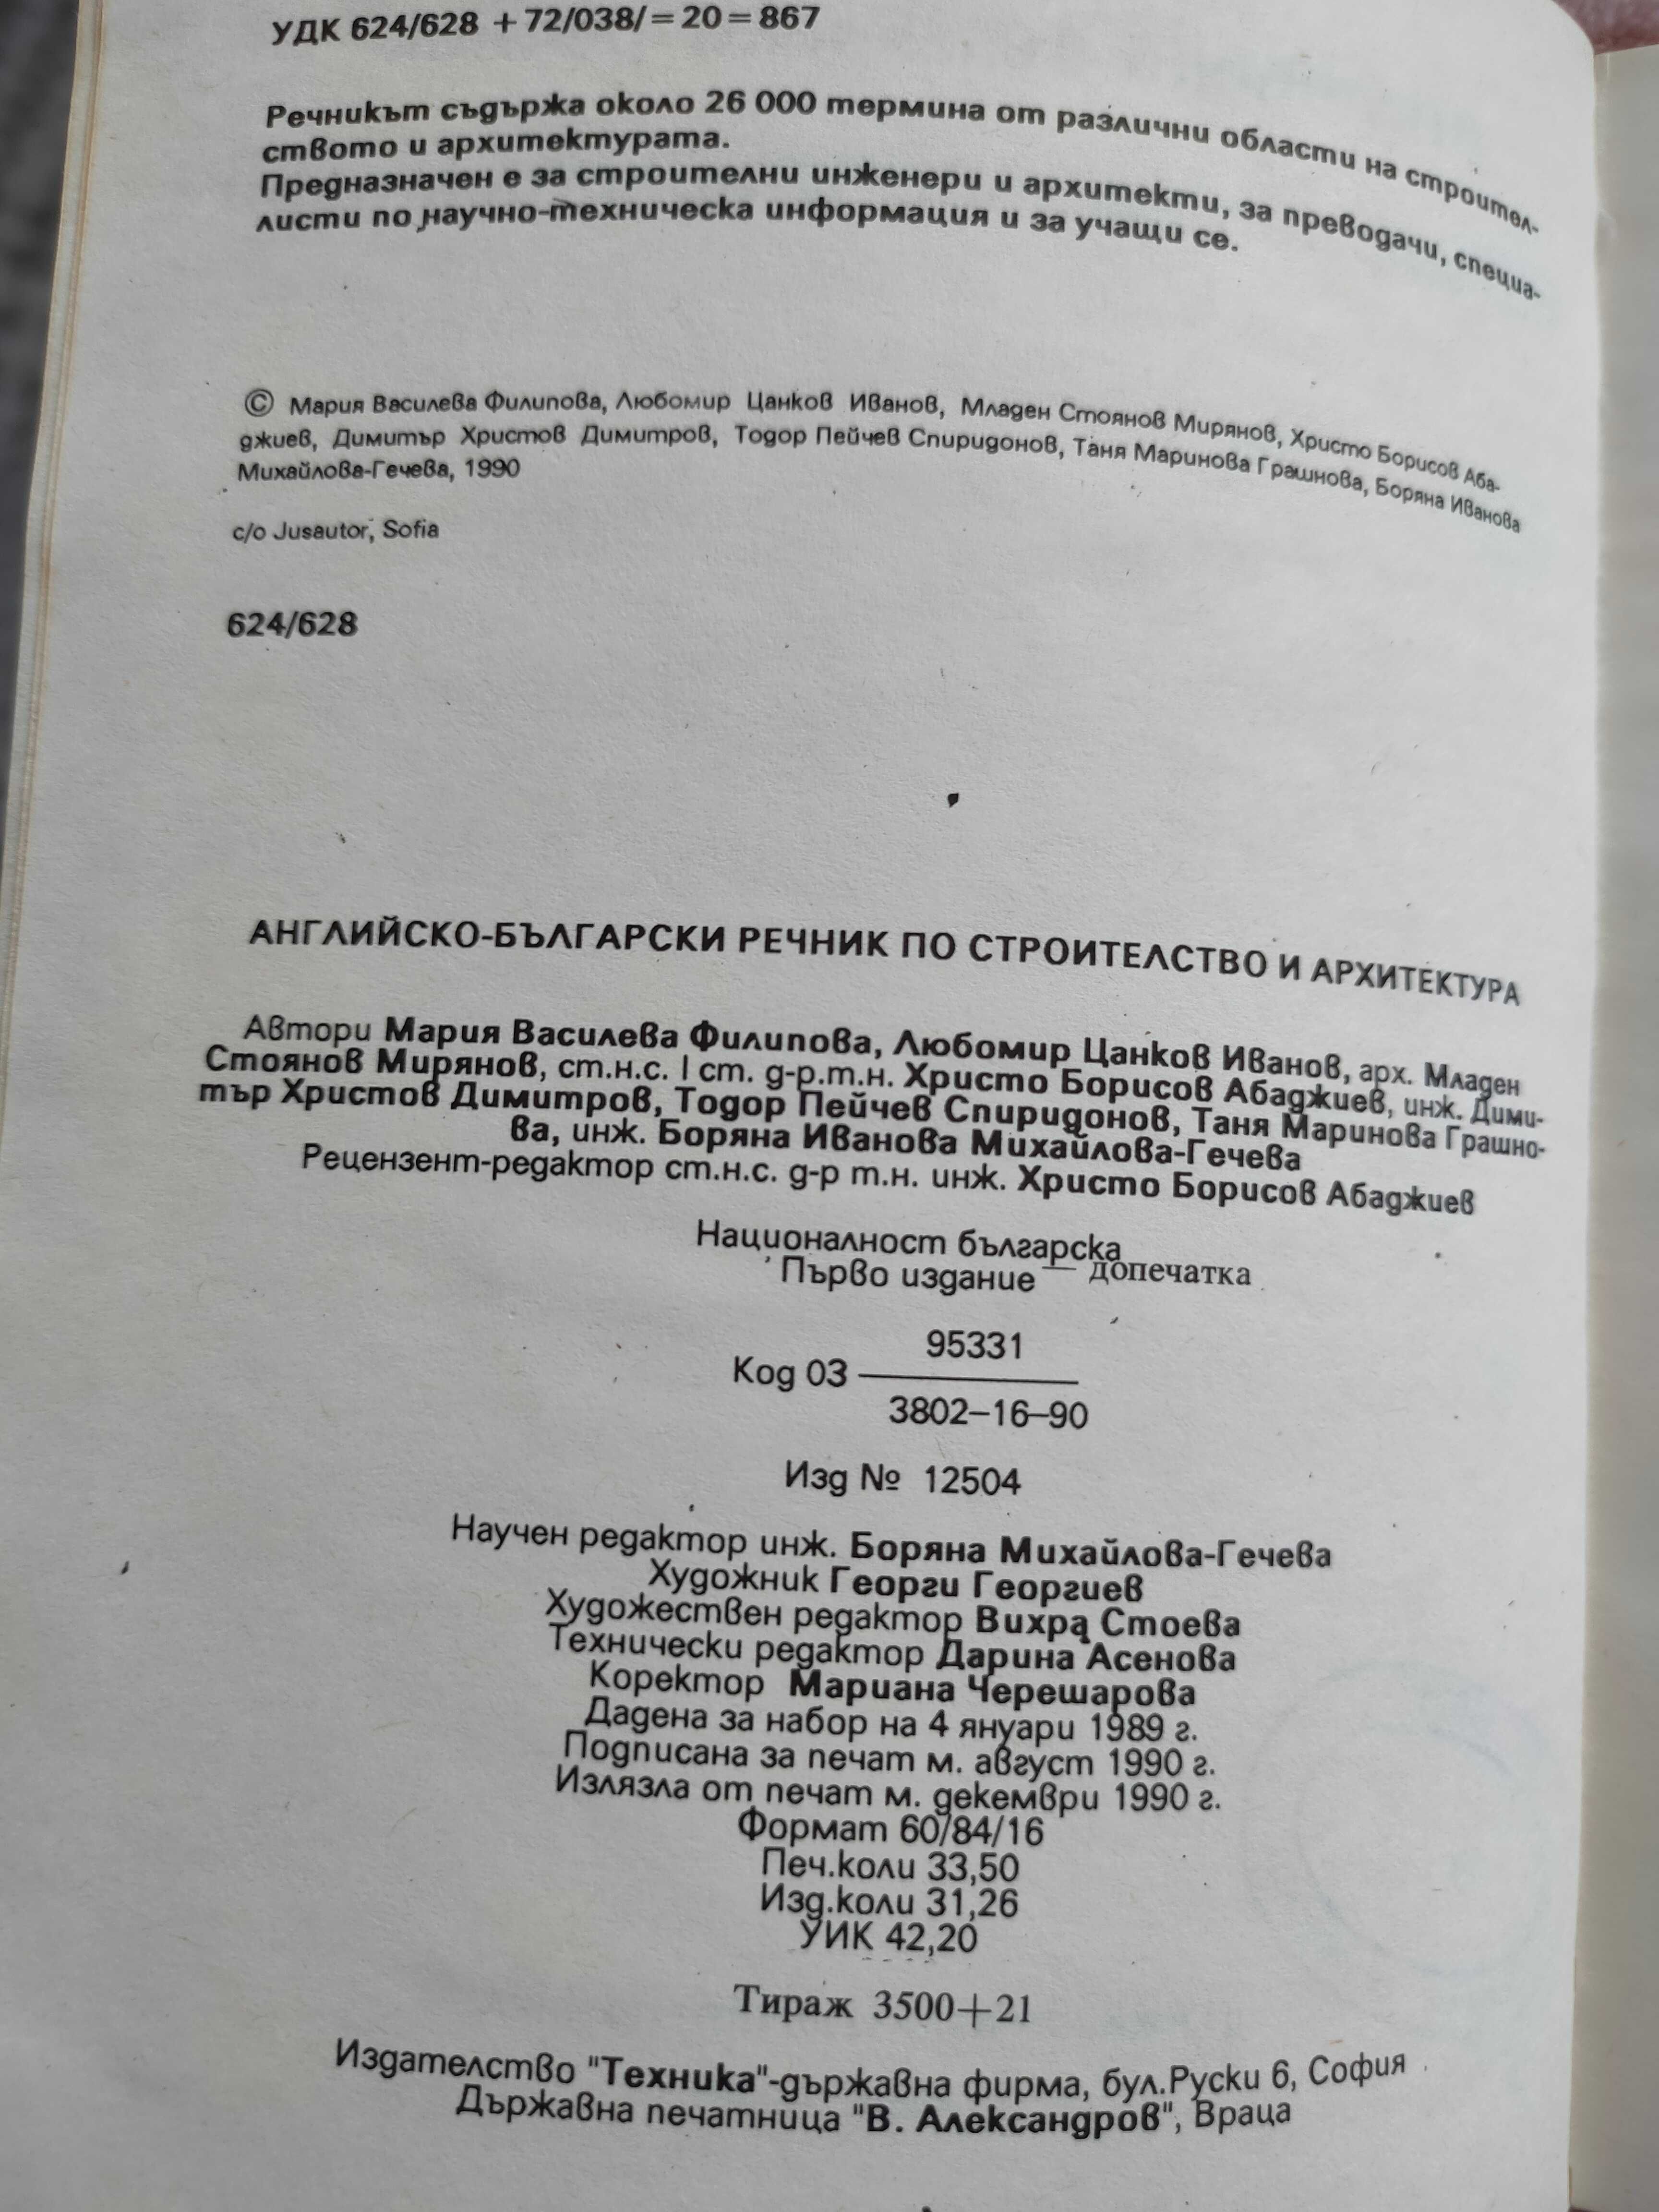 УДК 624/628 + 72/038/ = 20 = 867
Речникът съдържа около 26 000 термина от различни области на строител-
ството и архитектурата.
Предназначен е за строителни инженери и архитекти, за преводачи, специа-
листи по научно-техническа информация и за учащи се.
© Мария Василева Филипова, Любомир Цанков Иванов, Младен Стоянов Мирянов, Христо Борисов Аба-
джиев, Димитър Христов Димитров, Тодор Пейчев Спиридонов, Таня Маринова Грашнова, Боряна Иванова
Михайлова-Гечева, 1990
c/o Jusautor, Sofia
624/628
АНГЛИЙСКО-БЪЛГАРСКИ РЕЧНИК ПО СТРОИТЕЛСТВО И АРХИТЕКТУРА
Автори Мария Василева Филипова, Любомир Цанков Иванов, арх. Младен
Стоянов Мирянов, ст.н.с. I ст. д-р.т.н. Христо Борисов Абаджиев, инж. Дими-
тър Христов Димитров, Тодор Пейчев Спиридонов, Таня Маринова Грашно-
ва, инж. Боряна Иванова Михайлова-Гечева
Рецензент-редактор ст.н.с. д-р т.н. инж. Христо Борисов Абаджиев
Националност българска
Първо издание — допечатка
95331
Код 03
3802–16–90
Изд № 12504
Научен редактор инж. Боряна Михайлова-Гечева
Художник Георги Георгиев
Художествен редактор Вихра Стоева
Технически редактор Дарина Асенова
Коректор Мариана Черешарова
Дадена за набор на 4 януари 1989 г.
Подписана за печат м. август 1990 г.
Излязла от печат м. декември 1990 г.
Формат 60/84/16
Печ.коли 33,50
Изд.коли 31,26
УИК 42,20
Тираж 3500+21
Издателство "Техника"-държавна фирма, бул.Руски 6, София
Държавна печатница "В. Александров", Враца